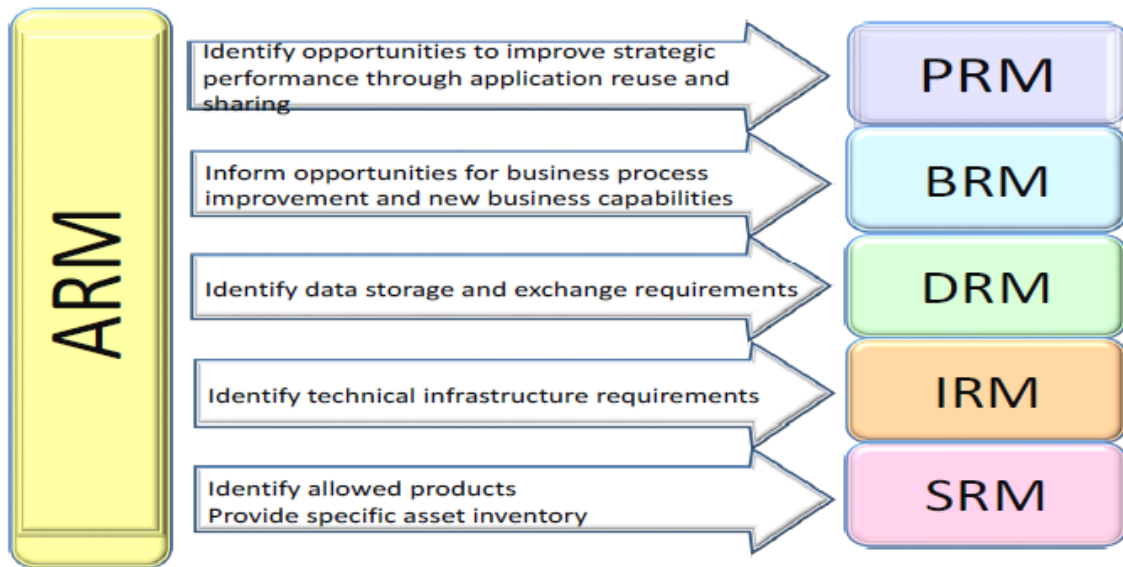 ARM
Identify opportunities to improve strategic
performance through application reuse and
sharing
PRM
Inform opportunities for business process
improvement and new business capabilities
BRM
Identify data storage and exchange requirements
DRM
Identify technical infrastructure requirements
IRM
Identify allowed products
Provide specific asset inventory
SRM